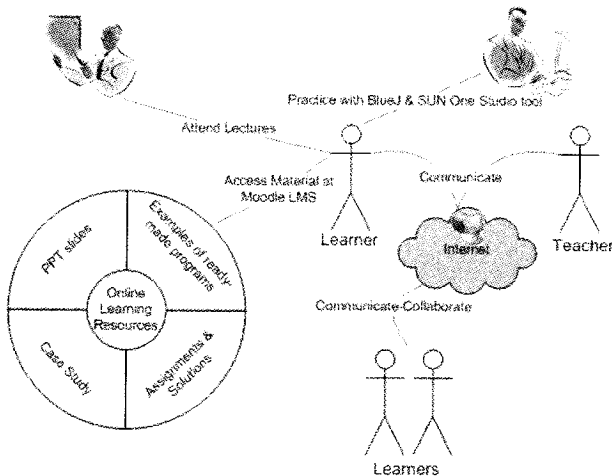 Practice with BlueJ & SUN One Studio tool
Attend Lectures
Access Material at
Moodle LMS
Communicate
Learner
Internet
Teacher
PPT slides
Examples of ready-
made programs
Online
Learning
Resources
Case Study
Assignments &
Solutions
Communicate-Collaborate
Learners